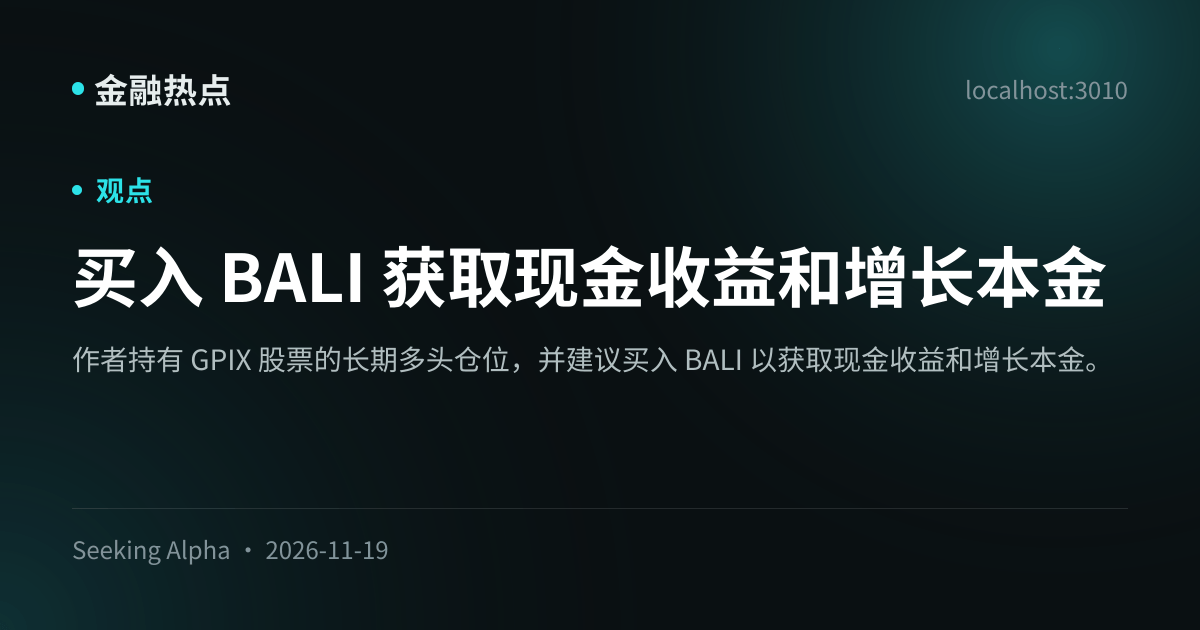 金融热点
localhost:3010
观点
买入 BALI 获取现金收益和增长本金
作者持有 GPIX 股票的长期多头仓位，并建议买入 BALI 以获取现金收益和增长本金。
Seeking Alpha · 2026-11-19